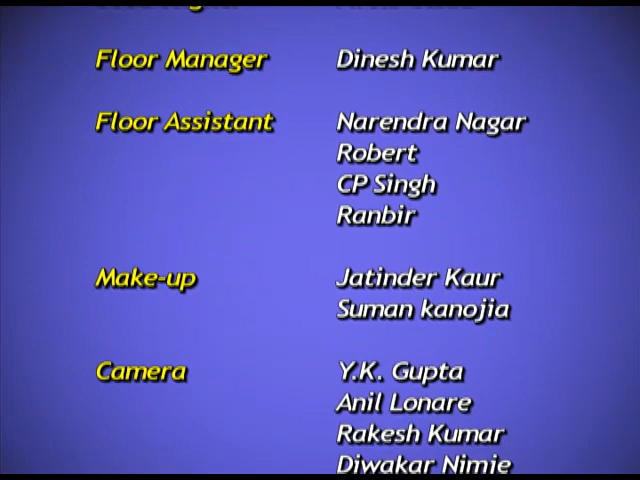 Floor Manager Dinesh Kumar
Floor Assistant Narendra Nagar
Robert
CP Singh
Ranbir
Make-up Jatinder Kaur
Suman kanojia
Camera Y.K. Gupta
Anil Lonare
Rakesh Kumar
Diwakar Nimje